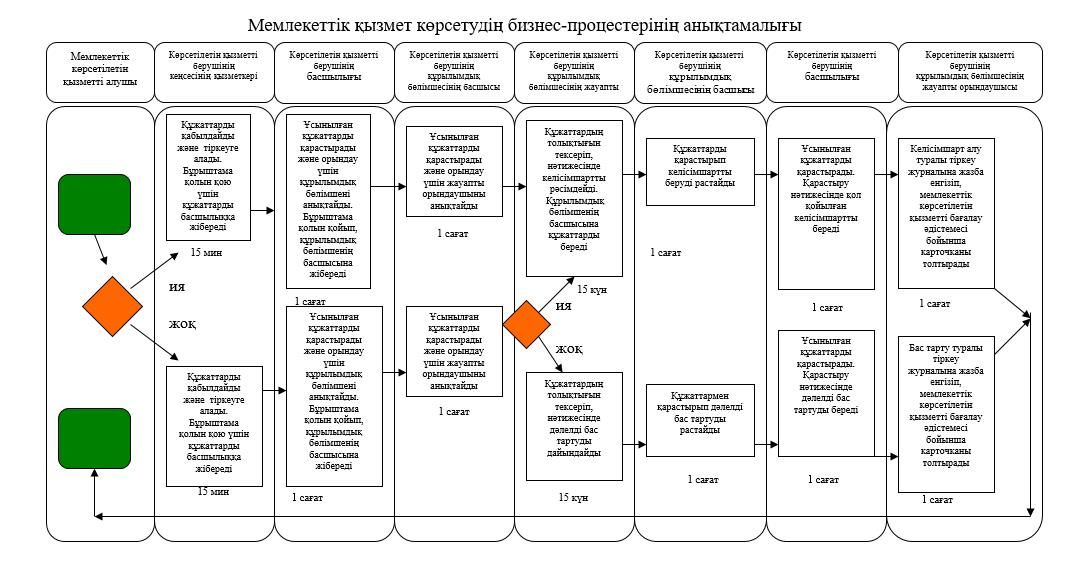 Мемлекеттік қызмет көрсетудің бизнес-процестерінің анықтамалығы
Мемлекеттік
көрсетілетін
қызметті алушы
Көрсетілетін қызметті
берушінің
кеңсесінің қызметкері
Көрсетілетін қызметті
берушінің
басшылығы
Көрсетілетін қызметті
берушінің
құрылымдық
бөлімшесінің басшысы
Көрсетілетін қызметті
берушінің
құрылымдық
бөлімшесінің жауапты
Көрсетілетін қызметті
берушінің
құрылымдық
бөлімшесінің басшысы
Көрсетілетін қызметті
берушінің
басшылығы
Көрсетілетін қызметті
берушінің
құрылымдық бөлімшесінің
жауапты орындаушысы
Құжаттарды
қабылдайды
және тіркеуге
алады.
Бұрыштама
қолын қою
үшін
құжаттарды
басшылыққа
жібереді
15 мин
ия
жоқ
Ұсынылған
құжаттарды
қарастырады
және орындау
үшін
құрылымдық
бөлімшені
анықтайды.
Бұрыштама
қолын қойып,
құрылымдық
бөлімшенің
басшысына
жібереді
1 сағат
Ұсынылған
құжаттарды
қарастырады
және орындау
үшін жауапты
орындаушыны
анықтайды
1 сағат
Құжаттардың
толықтығын
тексеріп,
нәтижесінде
келісімшартты
рәсімдейді.
Құрылымдық
бөлімшенің
басшысына
құжаттарды
береді
15 күн
ия
жоқ
Құжаттарды
қарастырып
келісімшартты
беруді растайды
1 сағат
Ұсынылған
құжаттарды
қарастырады.
Қарастыру
нәтижесінде қол
қойылған
келісімшартты
береді
1 сағат
Келісімшарт алу
туралы тіркеу
журналына жазба
енгізіп,
мемлекеттік
көрсетілетін
қызметті бағалау
әдістемесі
бойынша
карточканы
толтырады
1 сағат
Құжаттарды
қабылдайды
және тіркеуге
алады.
Бұрыштама
қолын қою үшін
құжаттарды
басшылыққа
жібереді
15 мин
Ұсынылған
құжаттарды
қарастырады
және орындау
үшін
құрылымдық
бөлімшені
анықтайды.
Бұрыштама
қолын қойып,
құрылымдық
бөлімшенің
басшысына
жібереді
1 сағат
Ұсынылған
құжаттарды
қарастырады
және орындау
үшін жауапты
орындаушыны
анықтайды
1 сағат
Құжаттардың
толықтығын
тексеріп,
нәтижесінде
дәлелді бас
тартуды
дайындайды
15 күн
Құжаттармен
қарастырып дәлелді
бас тартуды
растайды
1 сағат
Ұсынылған
құжаттарды
қарастырады.
Қарастыру
нәтижесінде
дәлелді бас
тартуды береді
1 сағат
Бас тарту туралы
тіркеу
журналына жазба
енгізіп,
мемлекеттік
көрсетілетін
қызметті бағалау
әдістемесі
бойынша
карточканы
толтырады
1 сағат